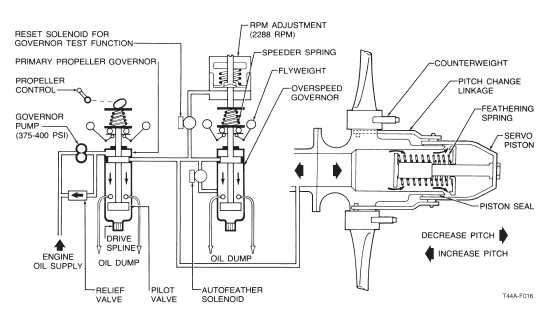 RESET SOLENOID FOR
GOVERNOR TEST FUNCTION
PRIMARY PROPELLER GOVERNOR
PROPELLER
CONTROL
GOVERNOR
PUMP
(375-400 PSI)
RPM ADJUSTMENT
(2288 RPM)
SPEEDER SPRING
FLYWEIGHT
OVERSPEED
GOVERNOR
COUNTERWEIGHT
PITCH CHANGE
LINKAGE
FEATHERING
SPRING
SERVO
PISTON
PISTON SEAL
DECREASE PITCH
INCREASE PITCH
ENGINE
OIL SUPPLY
DRIVE
SPLINE
OIL DUMP
OIL DUMP
RELIEF
VALVE
PILOT
VALVE
AUTOFEATHER
SOLENOID
T44A-F016